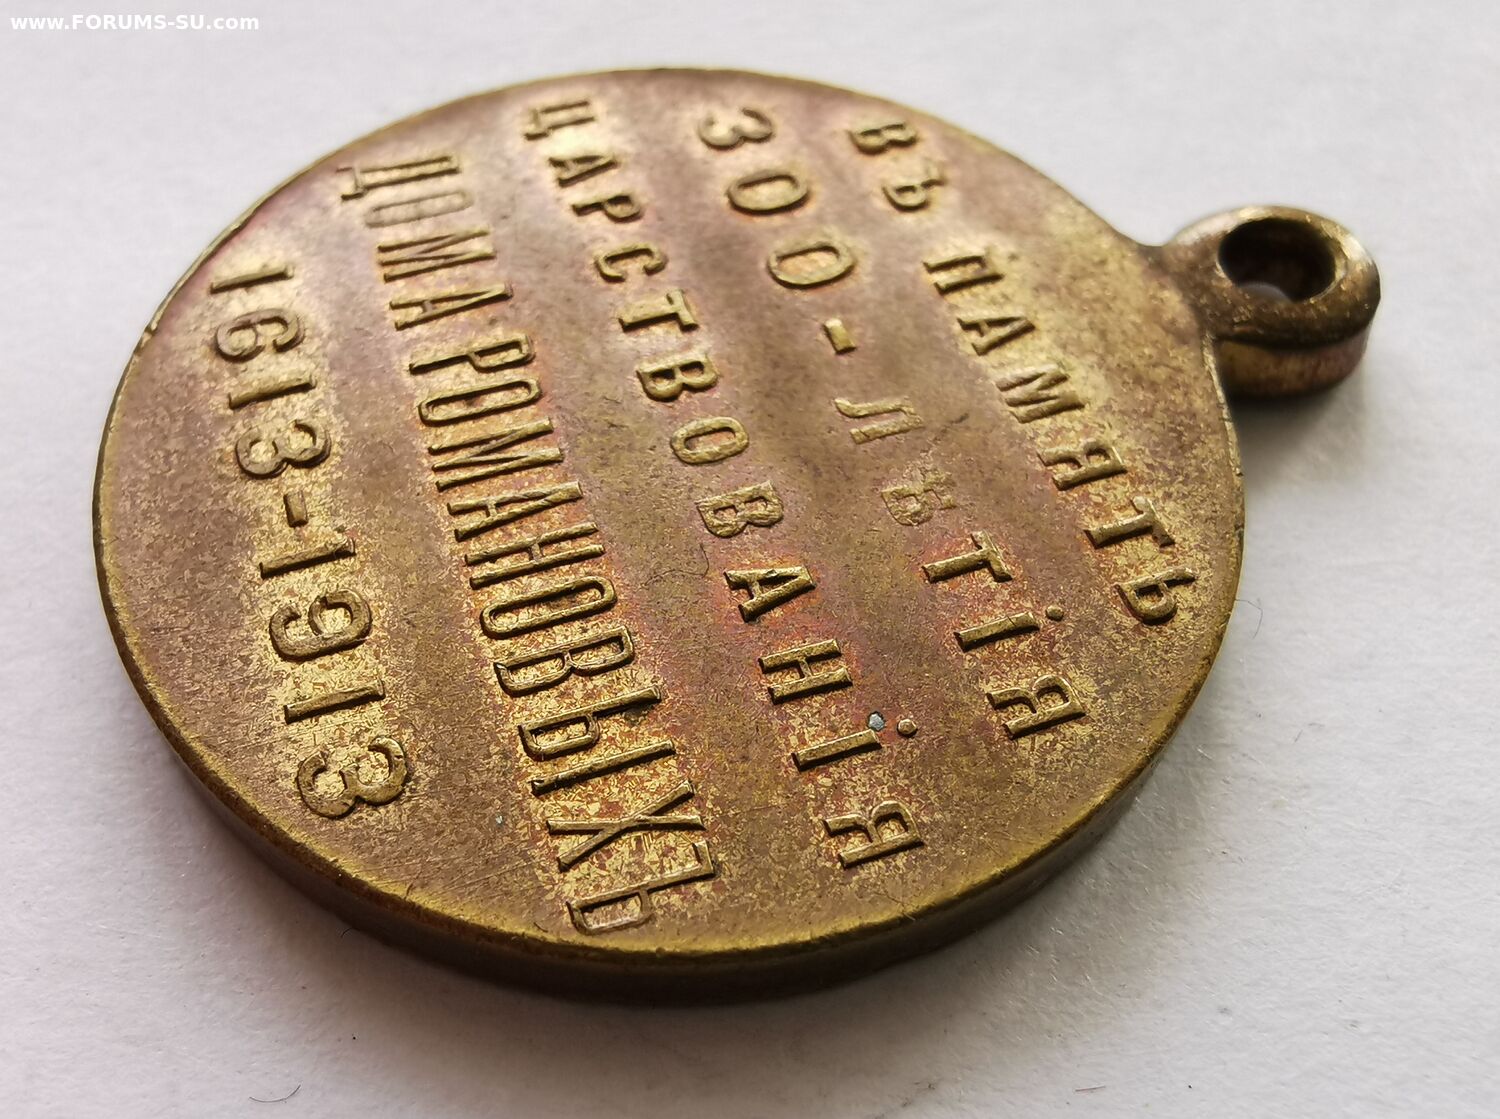 www.FORUMS-SU.com
ВЪ ПАМЯТЬ
300-ЛѢТІЯ
ЦАРСТВОВАНІЯ
ДОМА РОМАНОВЫХЪ
1613-1913